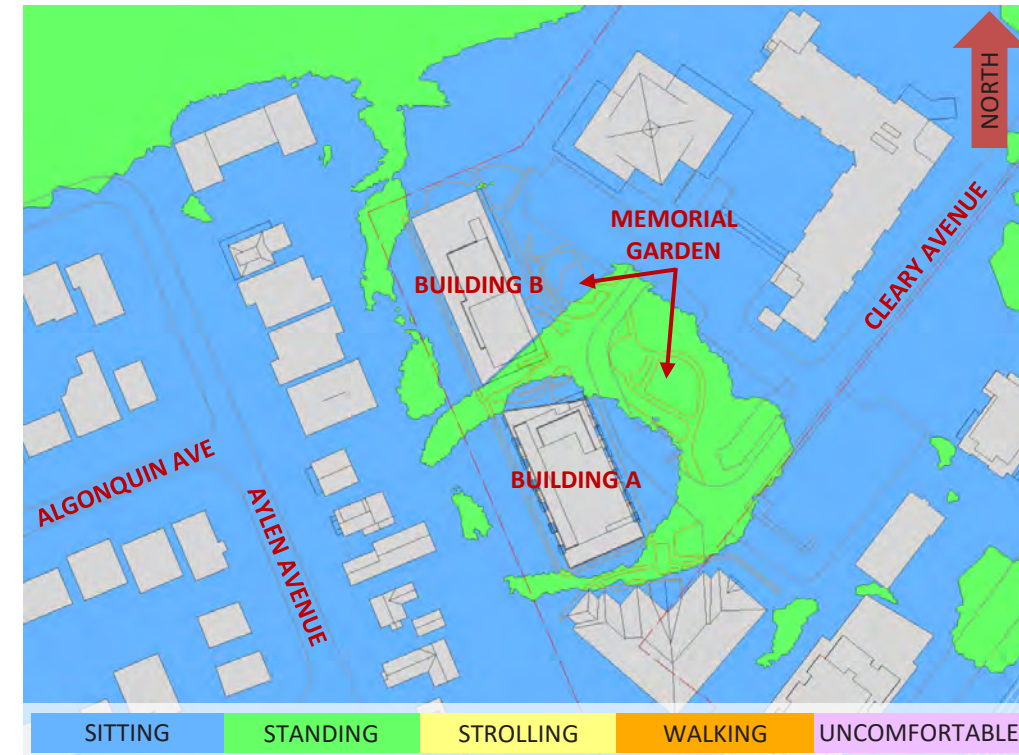 NORTH
MEMORIAL
GARDEN
CLEARY AVENUE
BUILDING B
BUILDING A
ALGONQUIN AVE
AYLEN AVENUE
SITTING
STANDING
STROLLING
WALKING
UNCOMFORTABLE